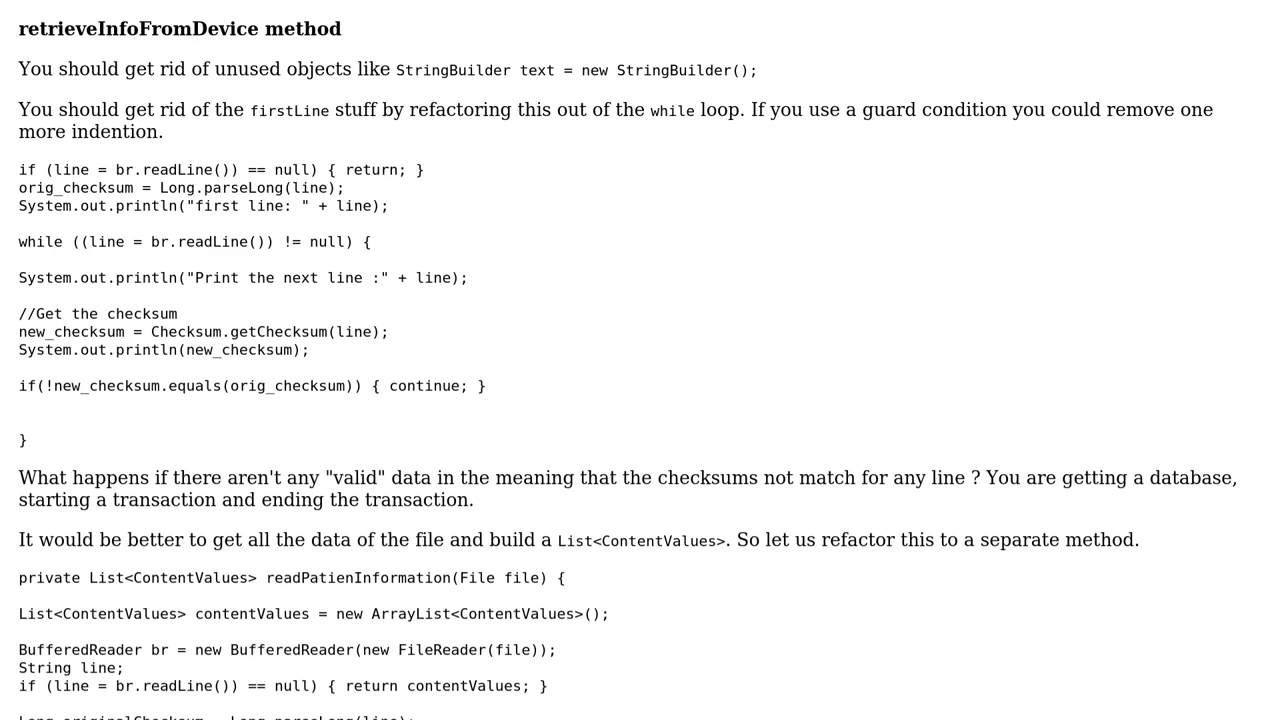 retrieveInfoFromDevice method
You should get rid of unused objects like StringBuilder text = new StringBuilder();
You should get rid of the firstLine stuff by refactoring this out of the while loop. If you use a guard condition you could remove one
more indention.
if (line = br.readLine()) == null) { return; }
orig_checksum = Long.parseLong(line);
System.out.println("first line: " + line);
while ((line = br.readLine()) != null) {
System.out.println("Print the next line :" + line);
//Get the checksum
new_checksum = Checksum.getChecksum(line);
System.out.println(new_checksum);
if(!new_checksum.equals(orig_checksum)) { continue; }
}
What happens if there aren't any "valid" data in the meaning that the checksums not match for any line ? You are getting a database,
starting a transaction and ending the transaction.
It would be better to get all the data of the file and build a List<ContentValues>. So let us refactor this to a separate method.
private List<ContentValues> readPatienInformation(File file) {
List<ContentValues> contentValues = new ArrayList<ContentValues>();
BufferedReader br = new BufferedReader(new FileReader(file));
String line;
if (line = br.readLine()) == null) { return contentValues; }
Long originalChecksum = Long.parseLong(line);